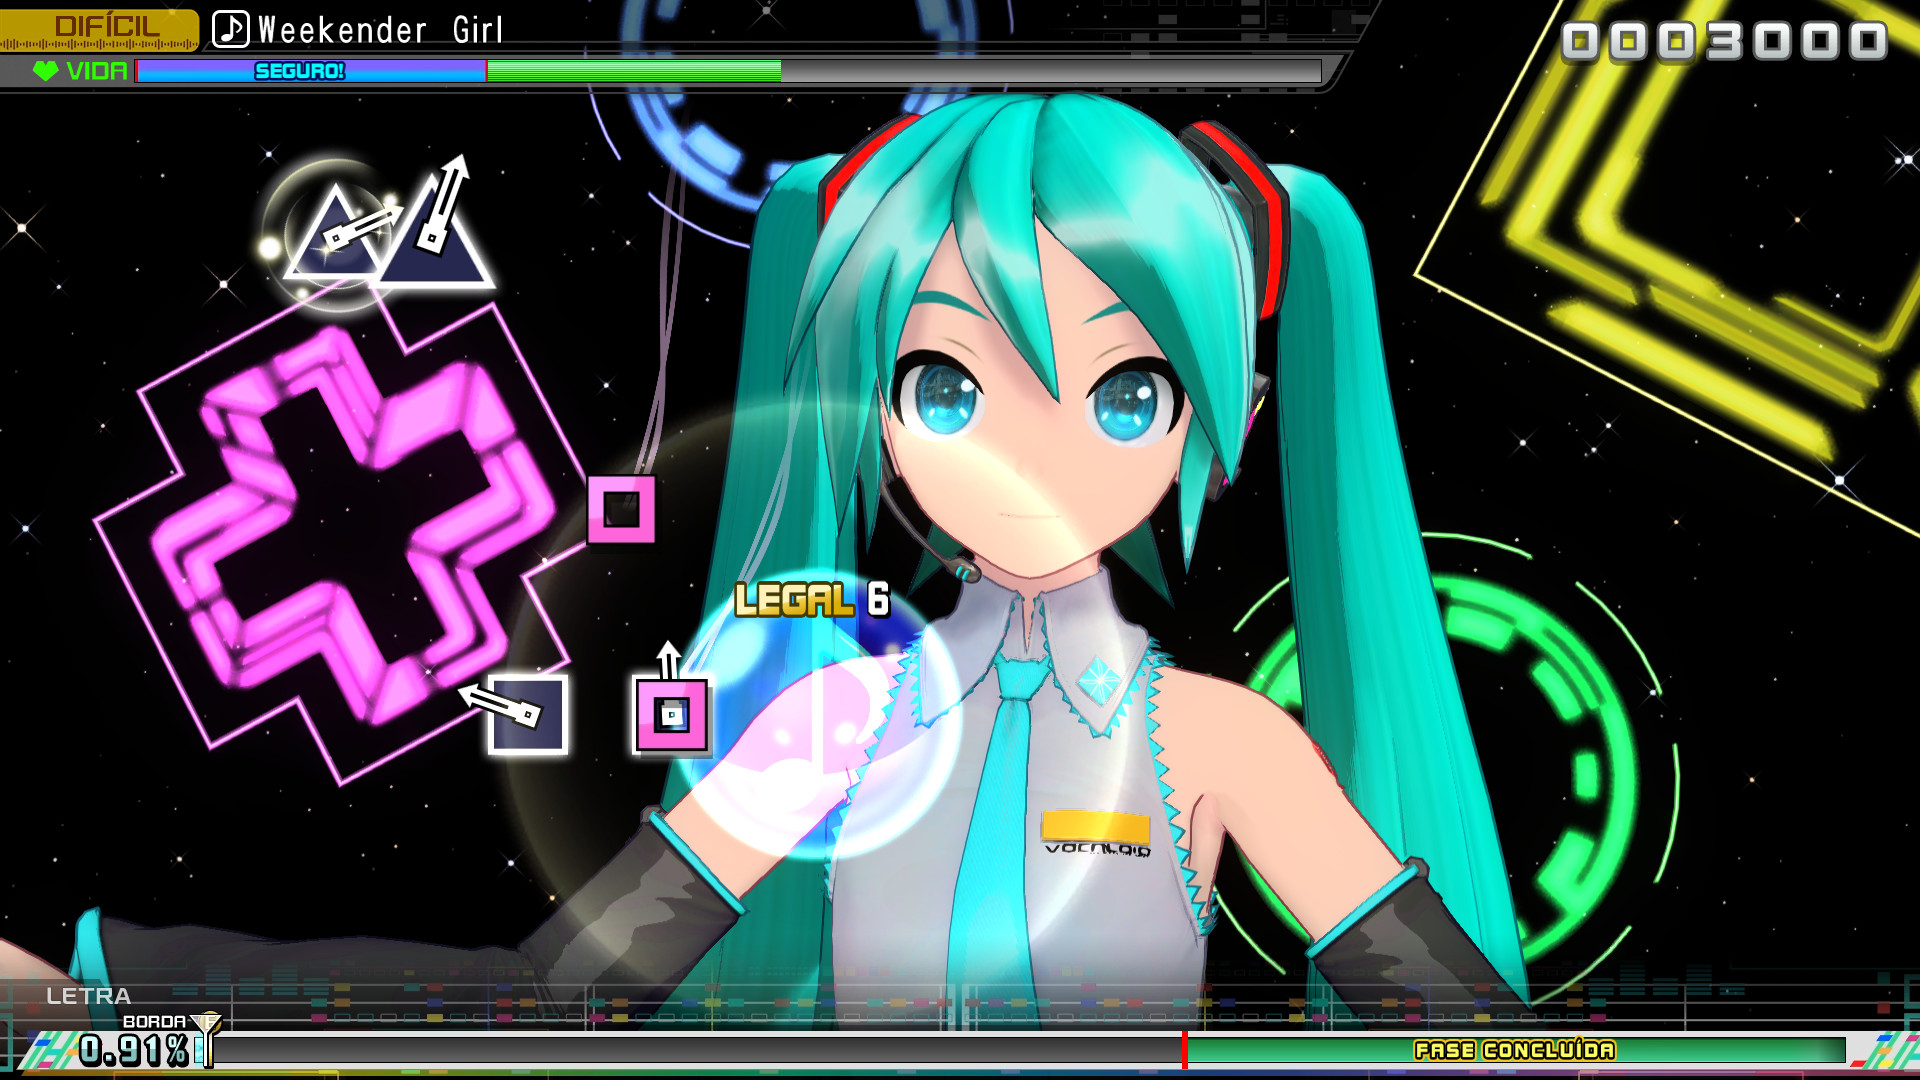 DIFÍCIL
Weekender Girl
0003000
VIDA
SEGURO!
LEGAL 6
VOCALOID
LETRA
BORDA
0.91%
FASE CONCLUÍDA